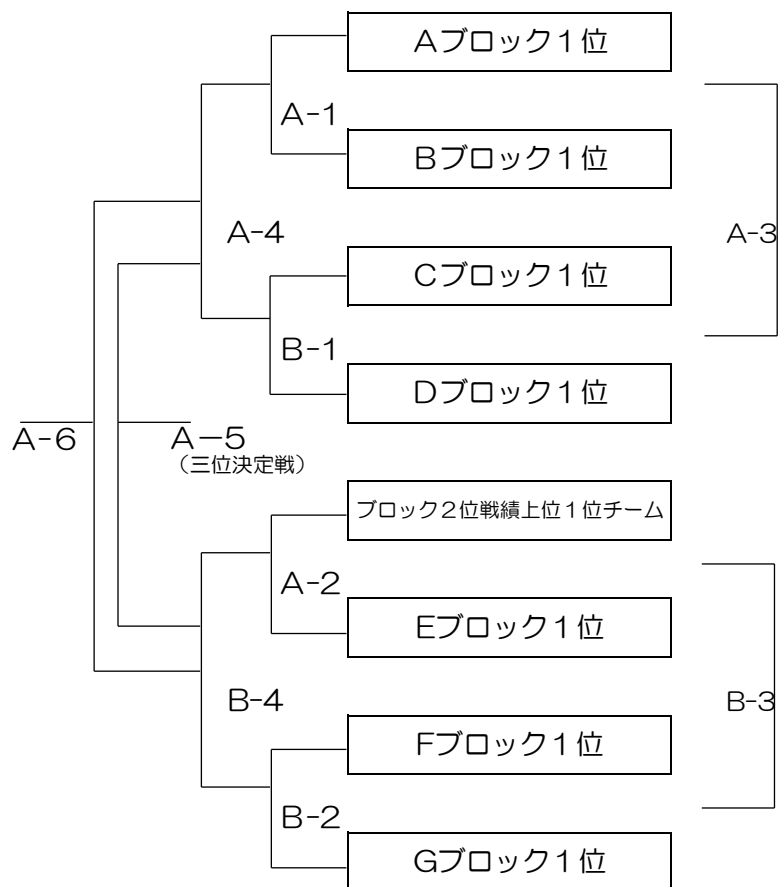 Aブロック1位
A-1
Bブロック1位
A-4
A-3
Cブロック1位
B-1
Dブロック1位
A-6
A-5
(三位決定戦)
ブロック2位戦績上位1位チーム
A-2
Eブロック1位
B-4
B-3
Fブロック1位
B-2
Gブロック1位